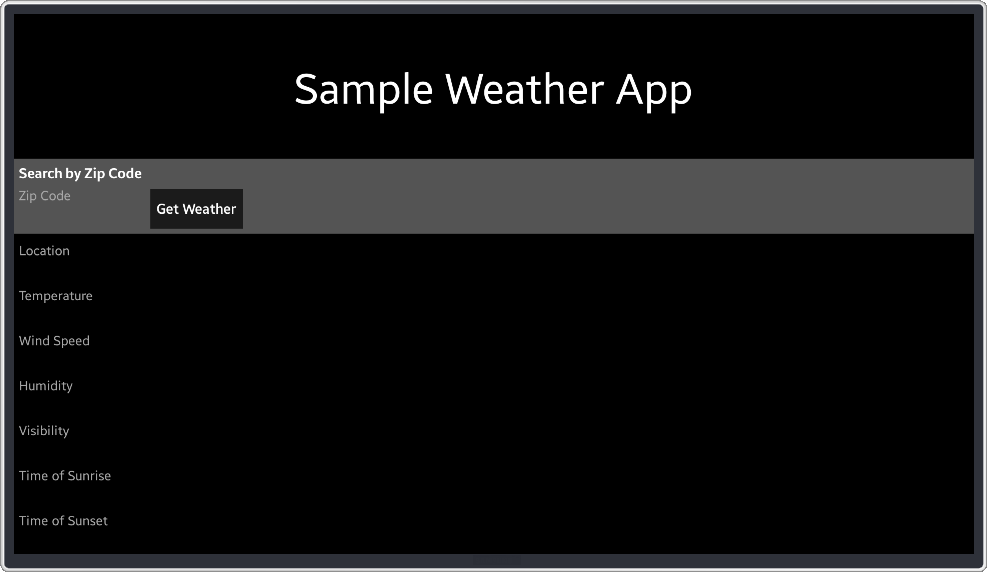 Sample Weather App
Search by Zip Code
Zip Code
Get Weather
Location
Temperature
Wind Speed
Humidity
Visibility
Time of Sunrise
Time of Sunset